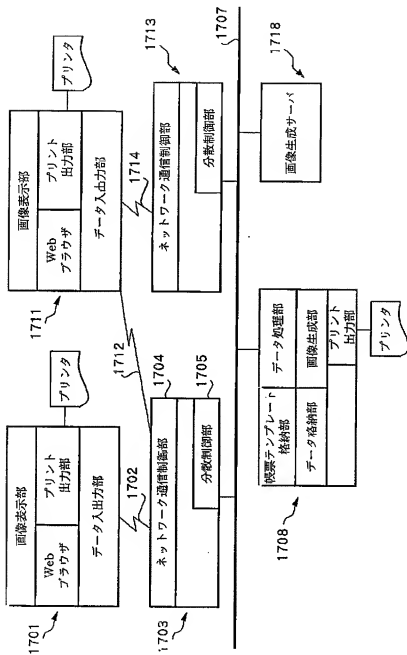 1701
画像表示部
Web
ブラウザ
プリント
出力部
データ入出力部
プリンタ
1702
1703
ネットワーク通信制御部
1704
分散制御部
1705
1711
画像表示部
Web
ブラウザ
プリント
出力部
データ入出力部
プリンタ
1712
1714
1713
ネットワーク通信制御部
分散制御部
1707
1708
帳票テンプレート
格納部
データ処理部
データ格納部
画像生成部
プリント
出力部
プリンタ
画像生成サーバ
1718